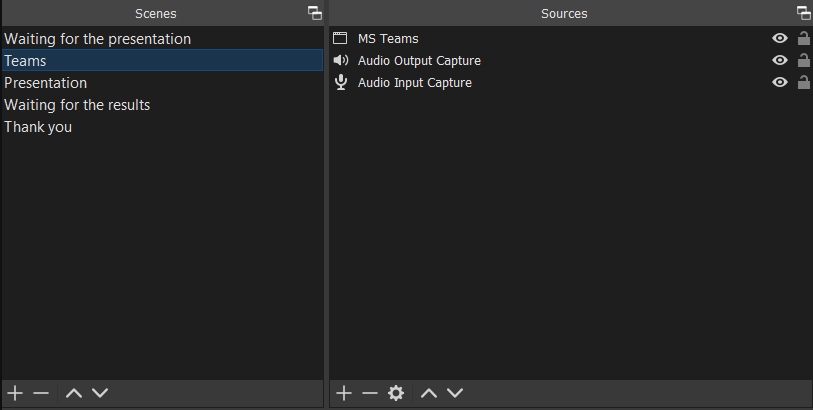 Scenes
Waiting for the presentation
Teams
Presentation
Waiting for the results
Thank you
Sources
MS Teams
Audio Output Capture
Audio Input Capture